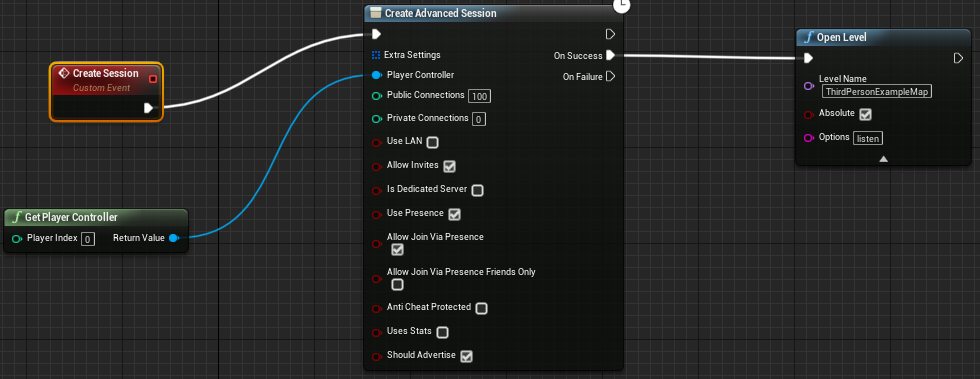 Create Session
Custom Event
Get Player Controller
Player Index 0 Return Value
Create Advanced Session
Extra Settings On Success
Player Controller On Failure
Public Connections 100
Private Connections 0
Use LAN
Allow Invites
Is Dedicated Server
Use Presence
Allow Join Via Presence
Allow Join Via Presence Friends Only
Anti Cheat Protected
Uses Stats
Should Advertise
f Open Level
Level Name
ThirdPersonExampleMap
Absolute
Options listen